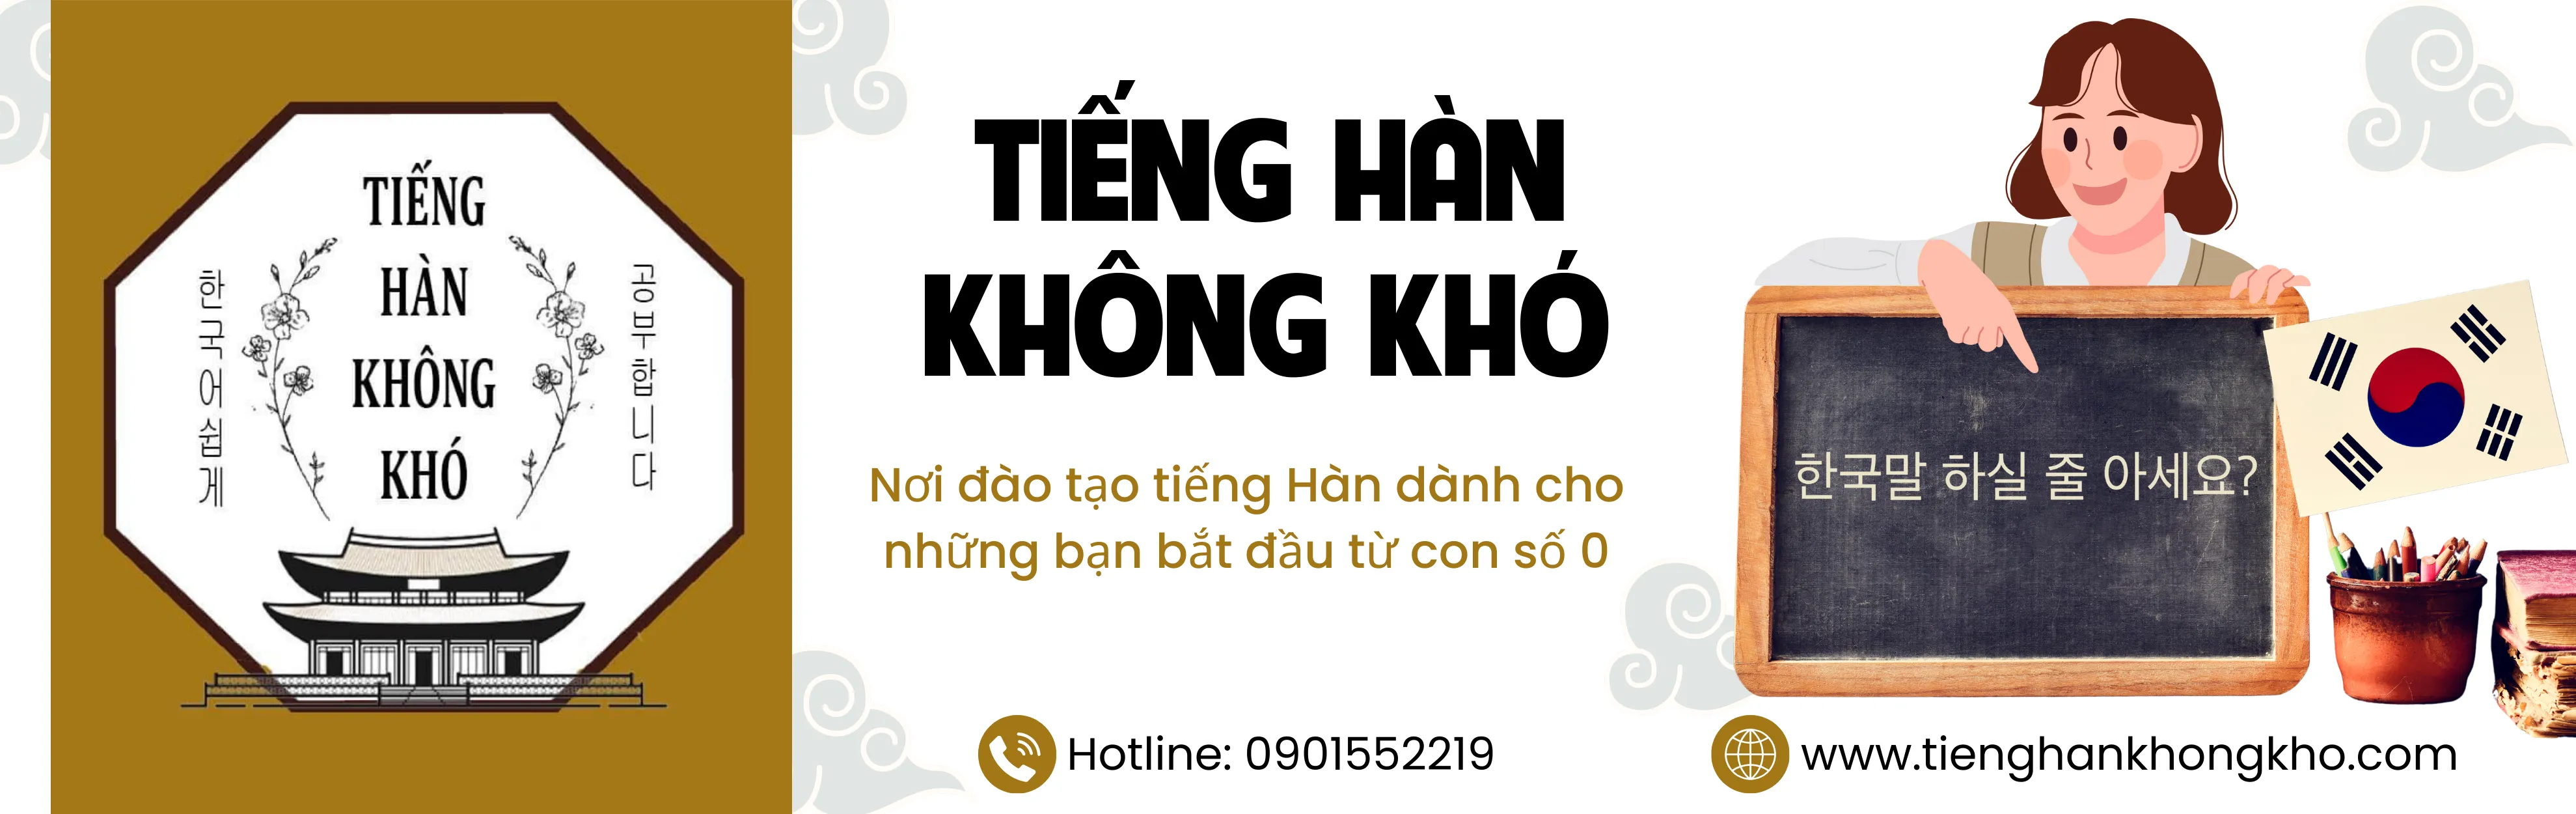 TIẾNG
HÀN
KHÔNG
KHÓ
한국어쉽게
공부합니다
TIẾNG HÀN
KHÔNG KHÓ
Nơi đào tạo tiếng Hàn dành cho
những bạn bắt đầu từ con số 0
Hotline: 0901552219
한국말 하실 줄 아세요?
www.tienghankhongkho.com